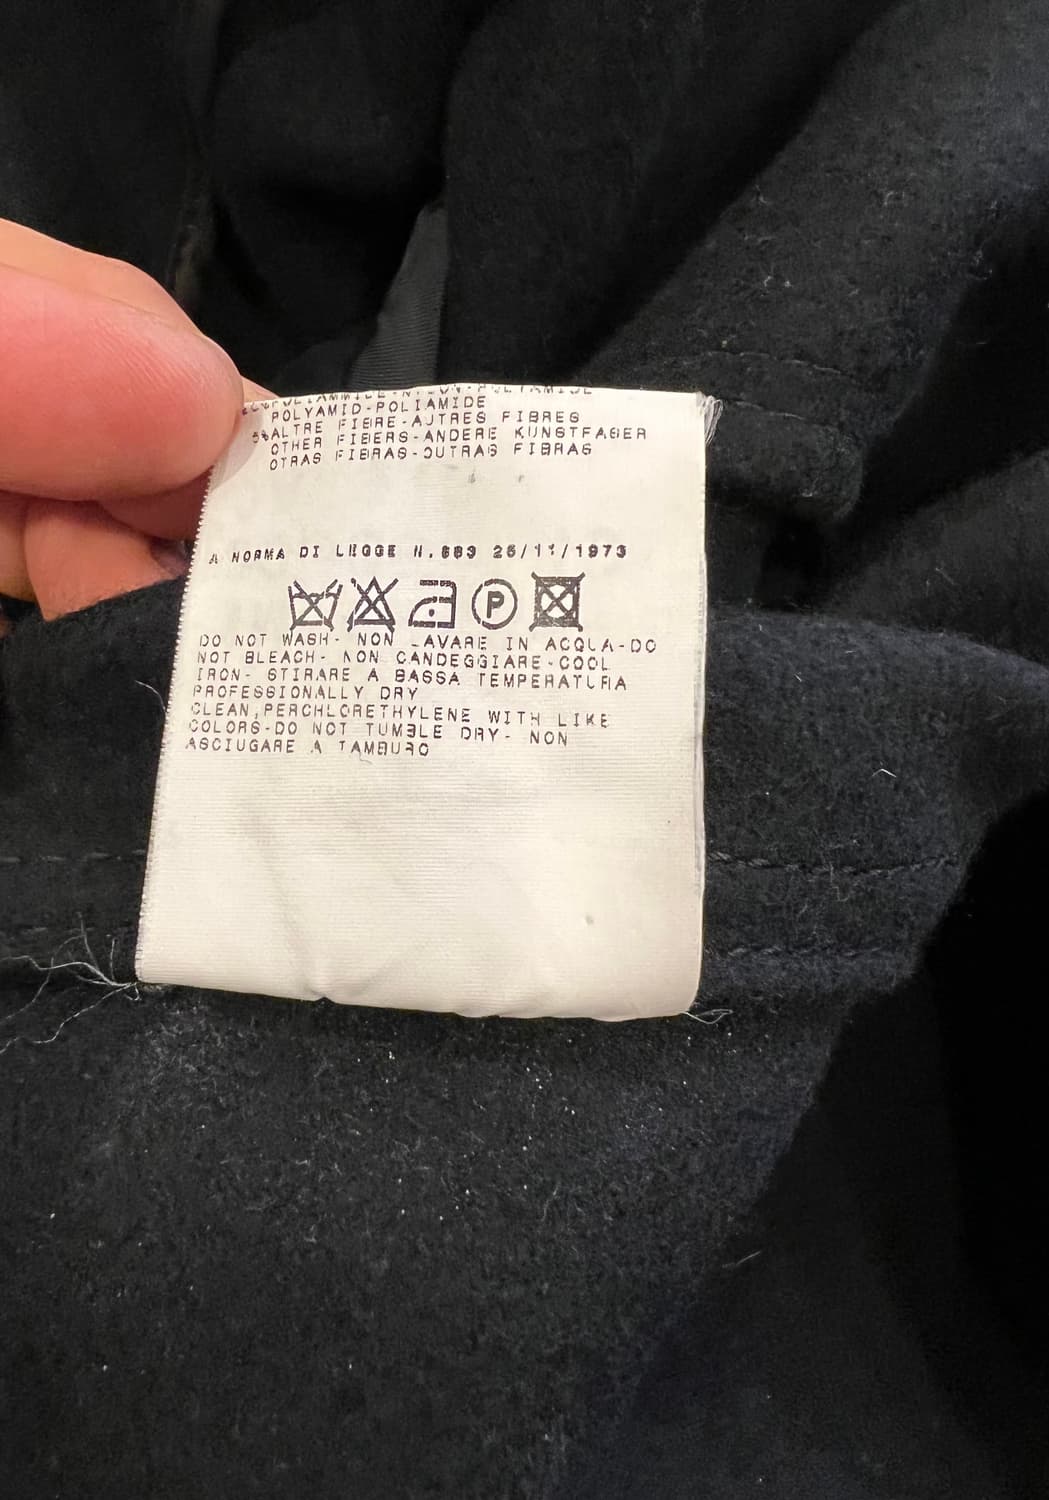 POLYAMID-POLIAMIDE
5%ALTRE FIBRE-AUTRES FIBRES
OTHER FIBERS-ANDERE KUNSTFASER
OTRAS FIBRAS-OUTRAS FIBRAS
A NORMA DI LEGGE N.883 26/11/1973
P
DO NOT WASH- NON LAVARE IN ACQUA-DO
NOT BLEACH- NON CANDEGGIARE-COOL
IRON- STIRARE A BASSA TEMPERATURA
PROFESSIONALLY DRY
CLEAN,PERCHLORETHYLENE WITH LIKE
COLORS-DO NOT TUMBLE DRY- NON
ASCIUGARE A TAMBURO